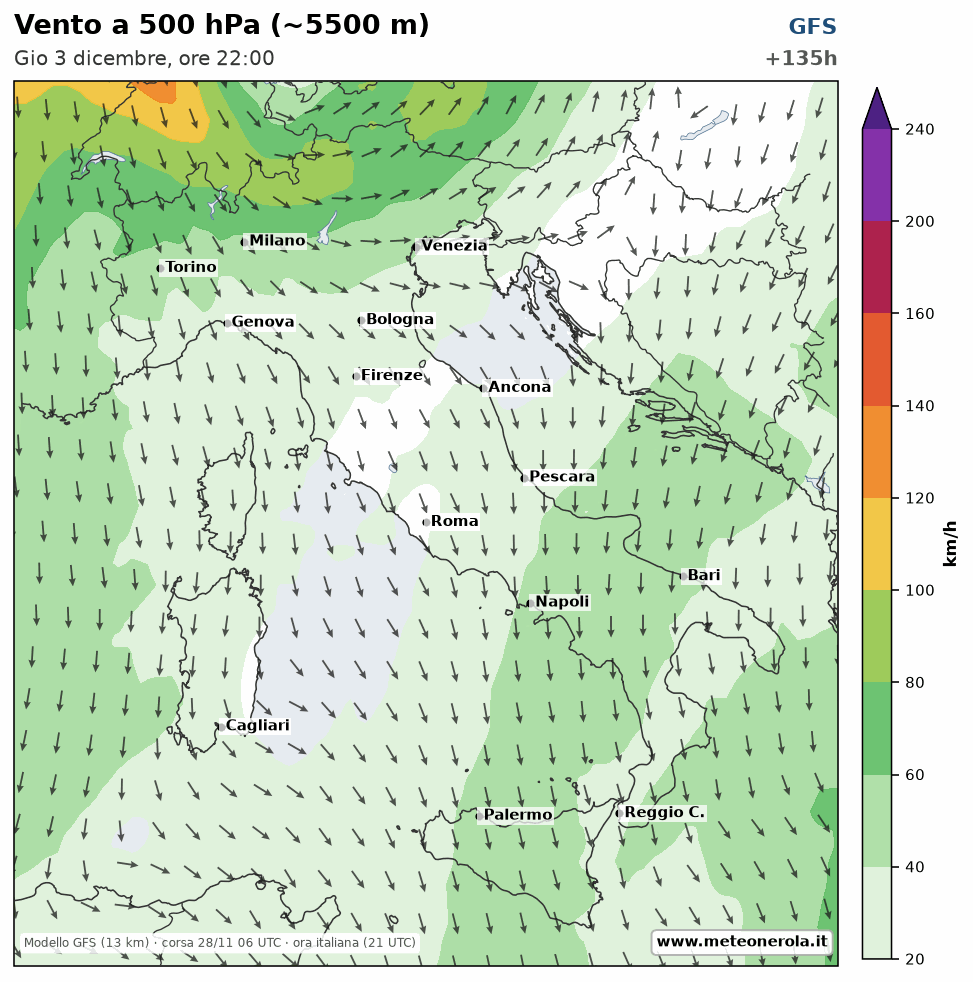 Vento a 500 hPa (~5500 m)
GFS
Gio 3 dicembre, ore 22:00
+135h
Milano
Venezia
Torino
Genova
Bologna
Firenze
Ancona
Pescara
Roma
Bari
Napoli
Cagliari
Palermo
Reggio C.
240
200
160
140
120
100
80
60
40
20
km/h
Modello GFS (13 km) · corsa 28/11 06 UTC · ora italiana (21 UTC)
www.meteonerola.it